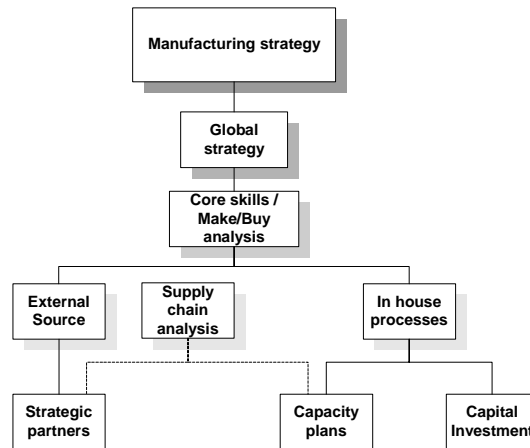 Manufacturing strategy
Global
strategy
Core skills /
Make/Buy
analysis
External
Source
Supply
chain
analysis
In house
processes
Strategic
partners
Capacity
plans
Capital
Investment